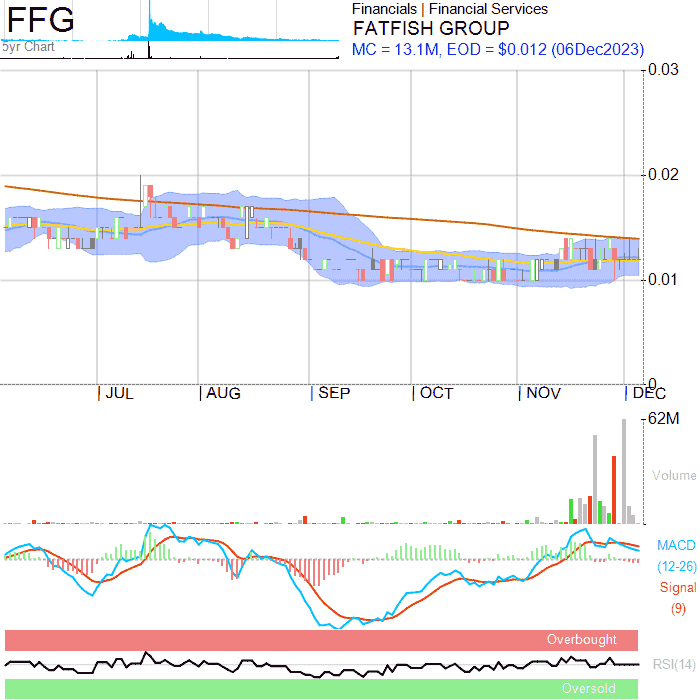 FFG
5yr Chart
Financials | Financial Services
FATFISH GROUP
MC = 13.1M, EOD = $0.012 (06Dec2023)
0.03
0.02
0.01
0
JUL
AUG
SEP
OCT
NOV
DEC
62M
Volume
MACD
(12-26)
Signal
(9)
Overbought
RSI(14)
Oversold